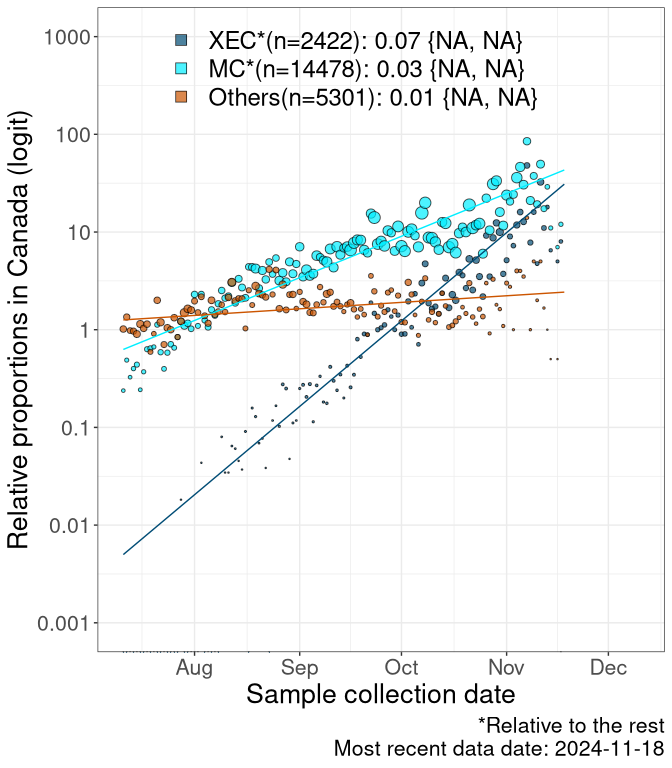 XEC*(n=2422): 0.07 {NA, NA}
MC*(n=14478): 0.03 {NA, NA}
Others(n=5301): 0.01 {NA, NA}
Relative proportions in Canada (logit)
1000
100
10
1
0.1
0.01
0.001
Aug Sep Oct Nov Dec
Sample collection date
*Relative to the rest
Most recent data date: 2024-11-18